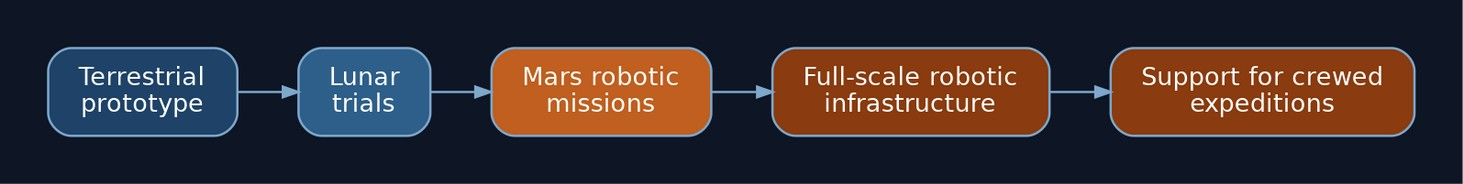 Terrestrial
prototype
Lunar
trials
Mars robotic
missions
Full-scale robotic
infrastructure
Support for crewed
expeditions